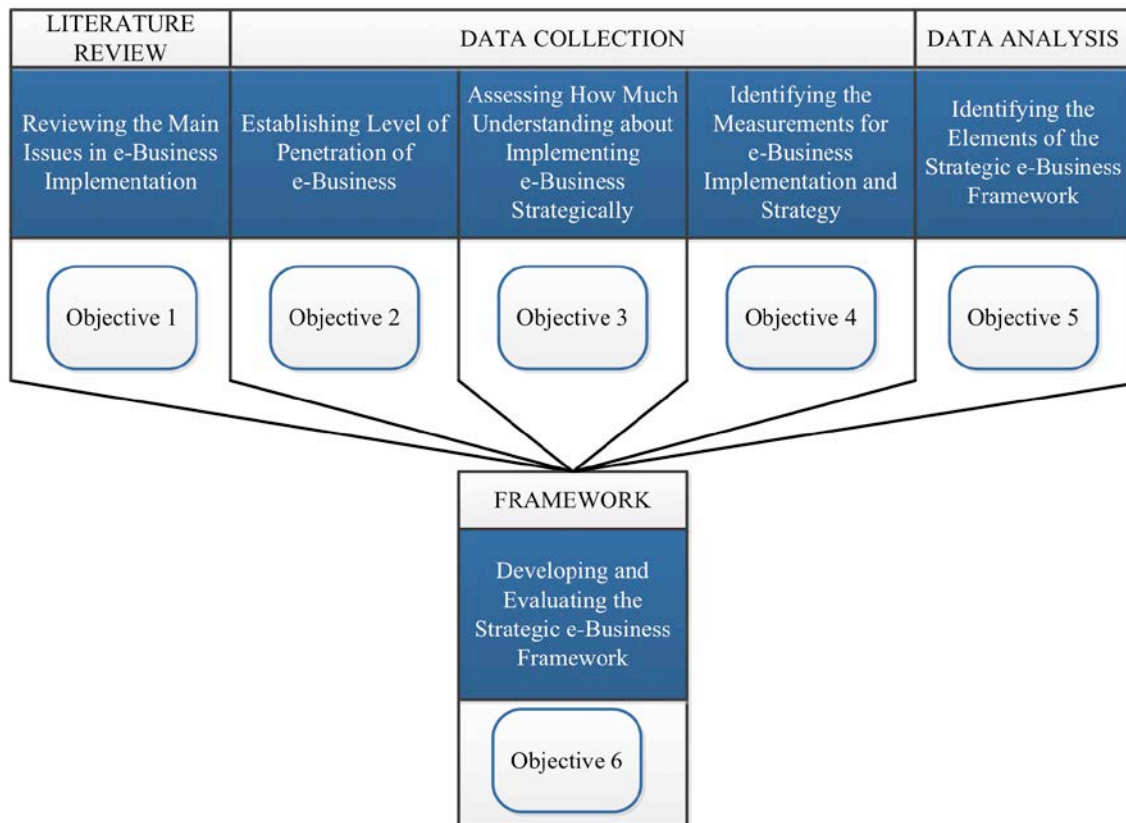 LITERATURE
REVIEW
DATA COLLECTION
DATA ANALYSIS
Reviewing the Main
Issues in e-Business
Implementation
Establishing Level of
Penetration of
e-Business
Assessing How Much
Understanding about
Implementing
e-Business
Strategically
Identifying the
Measurements for
e-Business
Implementation and
Strategy
Identifying the
Elements of the
Strategic e-Business
Framework
Objective 1
Objective 2
Objective 3
Objective 4
Objective 5
FRAMEWORK
Developing and
Evaluating the
Strategic e-Business
Framework
Objective 6